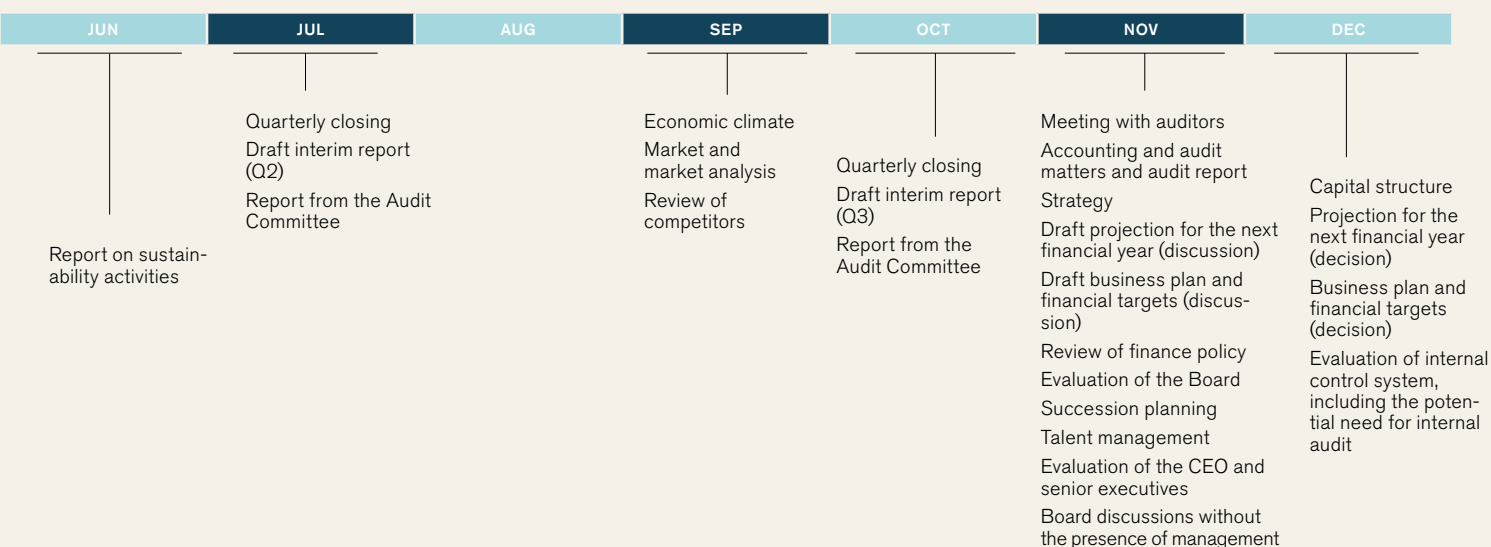 JUN
JUL
AUG
SEP
OCT
NOV
DEC
Report on sustain-
ability activities
Quarterly closing
Draft interim report
(Q2)
Report from the Audit
Committee
Economic climate
Market and
market analysis
Review of
competitors
Quarterly closing
Draft interim report
(Q3)
Report from the
Audit Committee
Meeting with auditors
Accounting and audit
matters and audit report
Strategy
Draft projection for the next
financial year (discussion)
Draft business plan and
financial targets (discus-
sion)
Review of finance policy
Evaluation of the Board
Succession planning
Talent management
Evaluation of the CEO and
senior executives
Board discussions without
the presence of management
Capital structure
Projection for the
next financial year
(decision)
Business plan and
financial targets
(decision)
Evaluation of internal
control system,
including the poten-
tial need for internal
audit